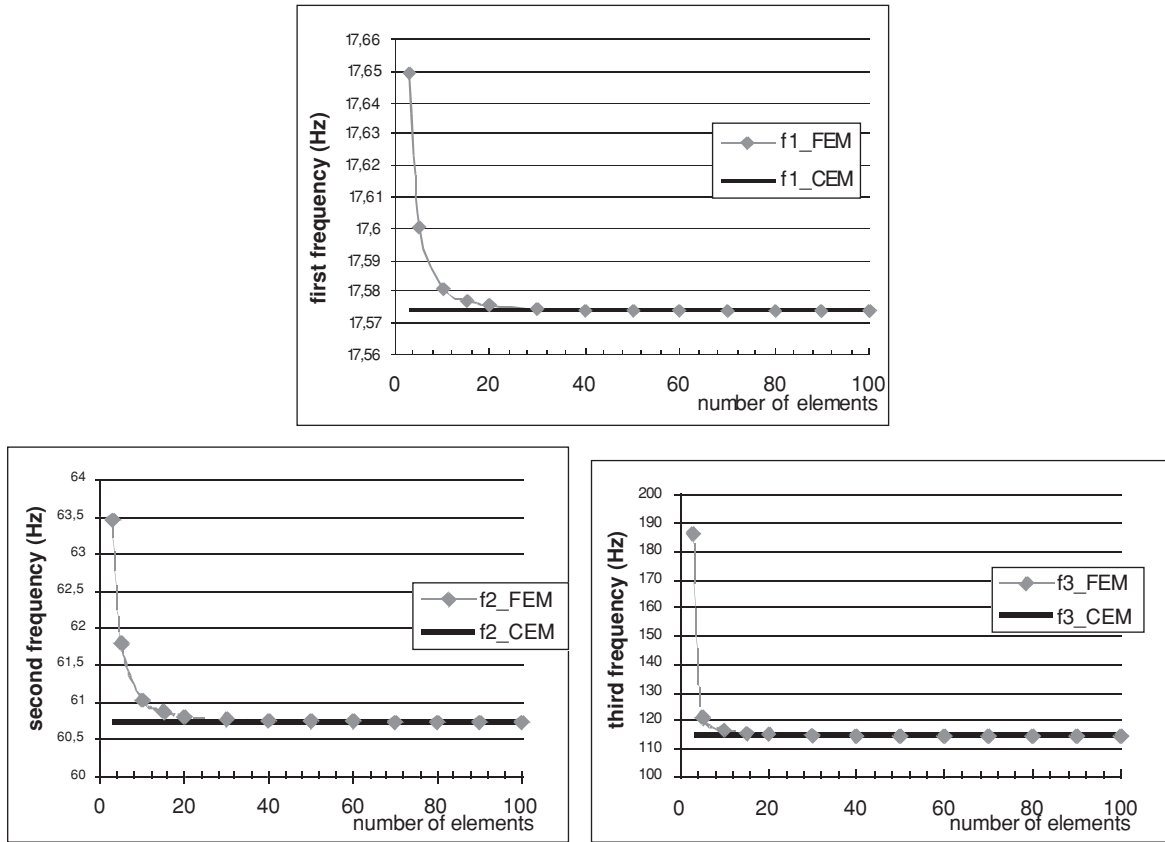 17,66
17,65
17,64
17,63
17,62
17,61
17,6
17,59
17,58
17,57
17,56
first frequency (Hz)
f1_FEM
f1_CEM
0 20 40 60 80 100
number of elements
64
63,5
63
62,5
62
61,5
61
60,5
60
second frequency (Hz)
f2_FEM
f2_CEM
0 20 40 60 80 100
number of elements
200
190
180
170
160
150
140
130
120
110
100
third frequency (Hz)
f3_FEM
f3_CEM
0 20 40 60 80 100
number of elements